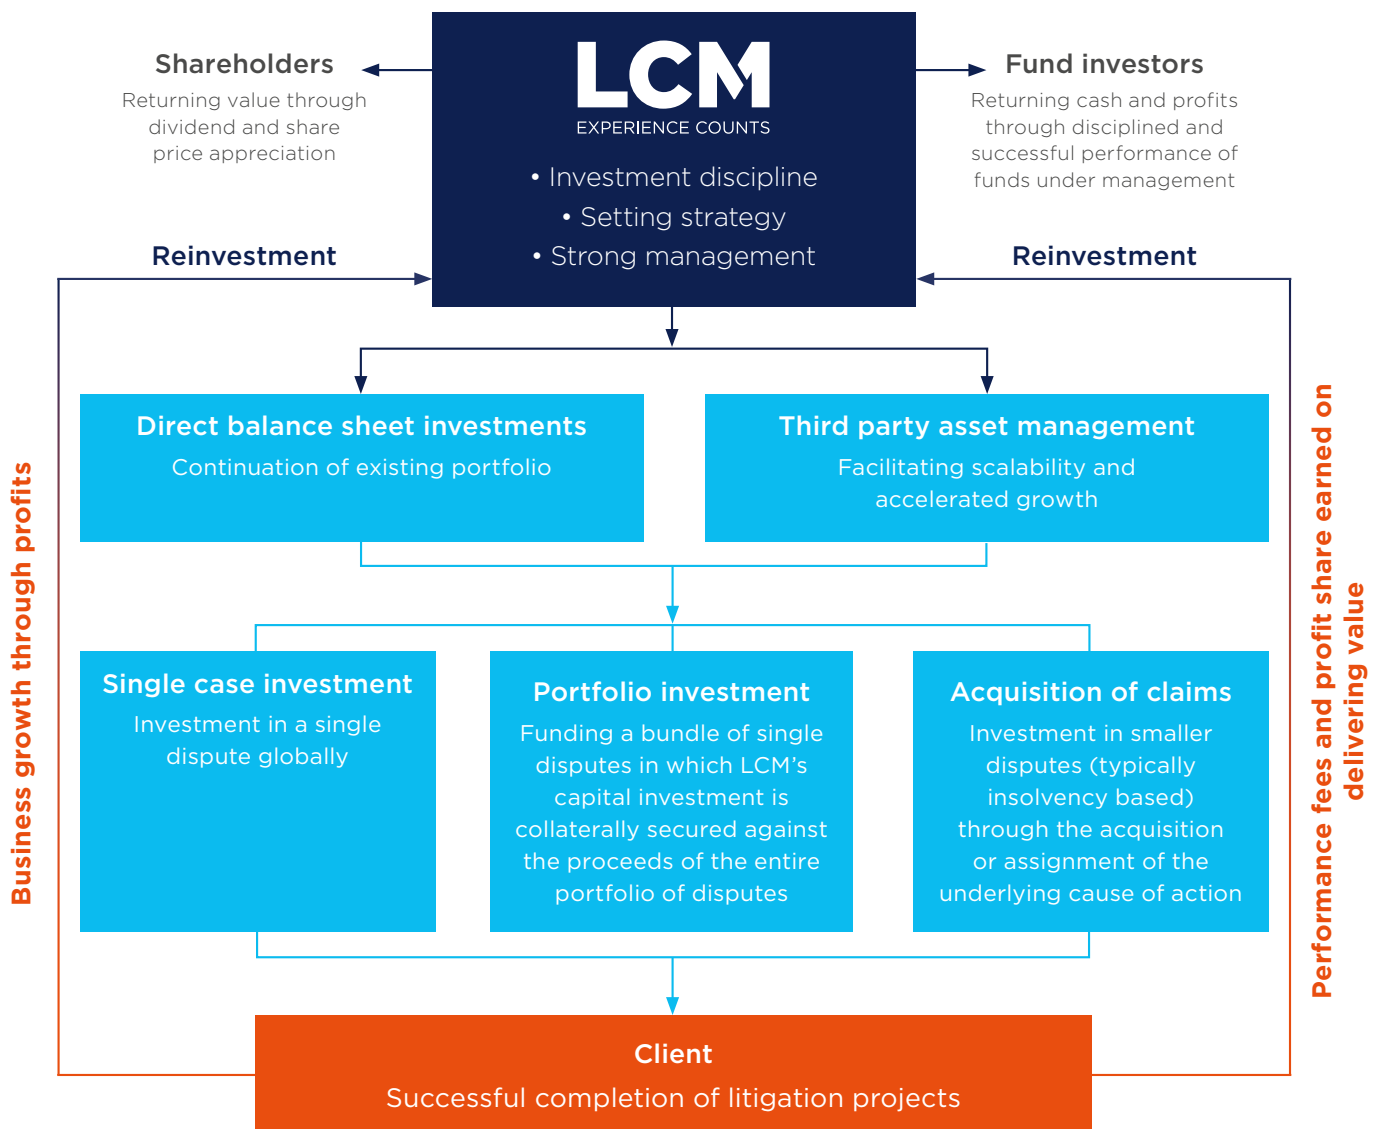 LCM
EXPERIENCE COUNTS
• Investment discipline
• Setting strategy
• Strong management
Shareholders
Returning value through
dividend and share
price appreciation
Fund investors
Returning cash and profits
through disciplined and
successful performance of
funds under management
Reinvestment
Reinvestment
Direct balance sheet investments
Continuation of existing portfolio
Third party asset management
Facilitating scalability and
accelerated growth
Business growth through profits
Performance fees and profit share earned on
delivering value
Single case investment
Investment in a single
dispute globally
Portfolio investment
Funding a bundle of single
disputes in which LCM’s
capital investment is
collaterally secured against
the proceeds of the entire
portfolio of disputes
Acquisition of claims
Investment in smaller
disputes (typically
insolvency based)
through the acquisition
or assignment of the
underlying cause of action
Client
Successful completion of litigation projects